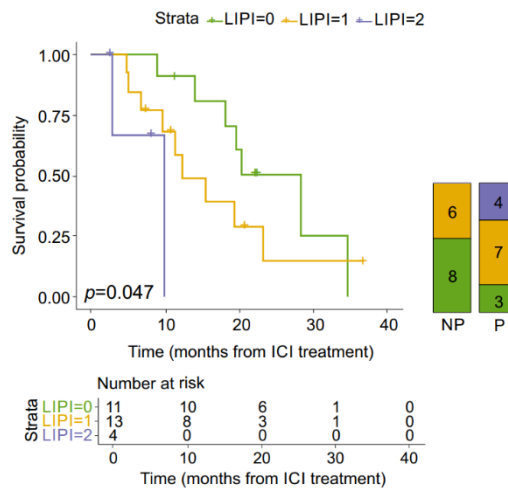 Strata LIPI=0 LIPI=1 LIPI=2
Survival probability
1.00
0.75
0.50
0.25
0.00
p=0.047
0 10 20 30 40
Time (months from ICI treatment)
6
8
NP
4
7
3
P
Number at risk
Strata
LIPI=0 11 10 6 1 0
LIPI=1 13 8 3 1 0
LIPI=2 4 0 0 0 0
0 10 20 30 40
Time (months from ICI treatment)